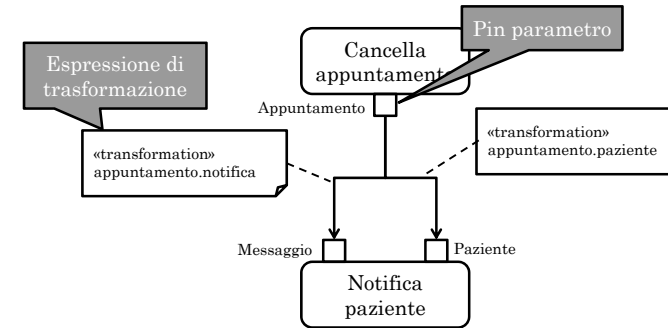 Cancella
appuntamento
Pin parametro
Espressione di
trasformazione
Appuntamento
«transformation»
appuntamento.notifica
«transformation»
appuntamento.paziente
Messaggio
Paziente
Notifica
paziente